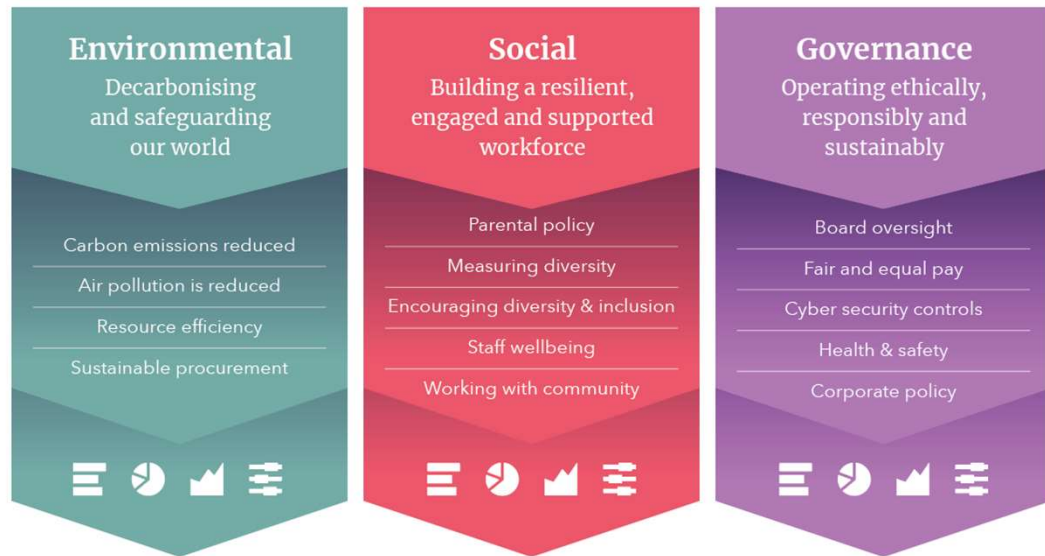 Environmental
Decarbonising
and safeguarding
our world
Carbon emissions reduced
Air pollution is reduced
Resource efficiency
Sustainable procurement
Social
Building a resilient,
engaged and supported
workforce
Parental policy
Measuring diversity
Encouraging diversity & inclusion
Staff wellbeing
Working with community
Governance
Operating ethically,
responsibly and
sustainably
Board oversight
Fair and equal pay
Cyber security controls
Health & safety
Corporate policy